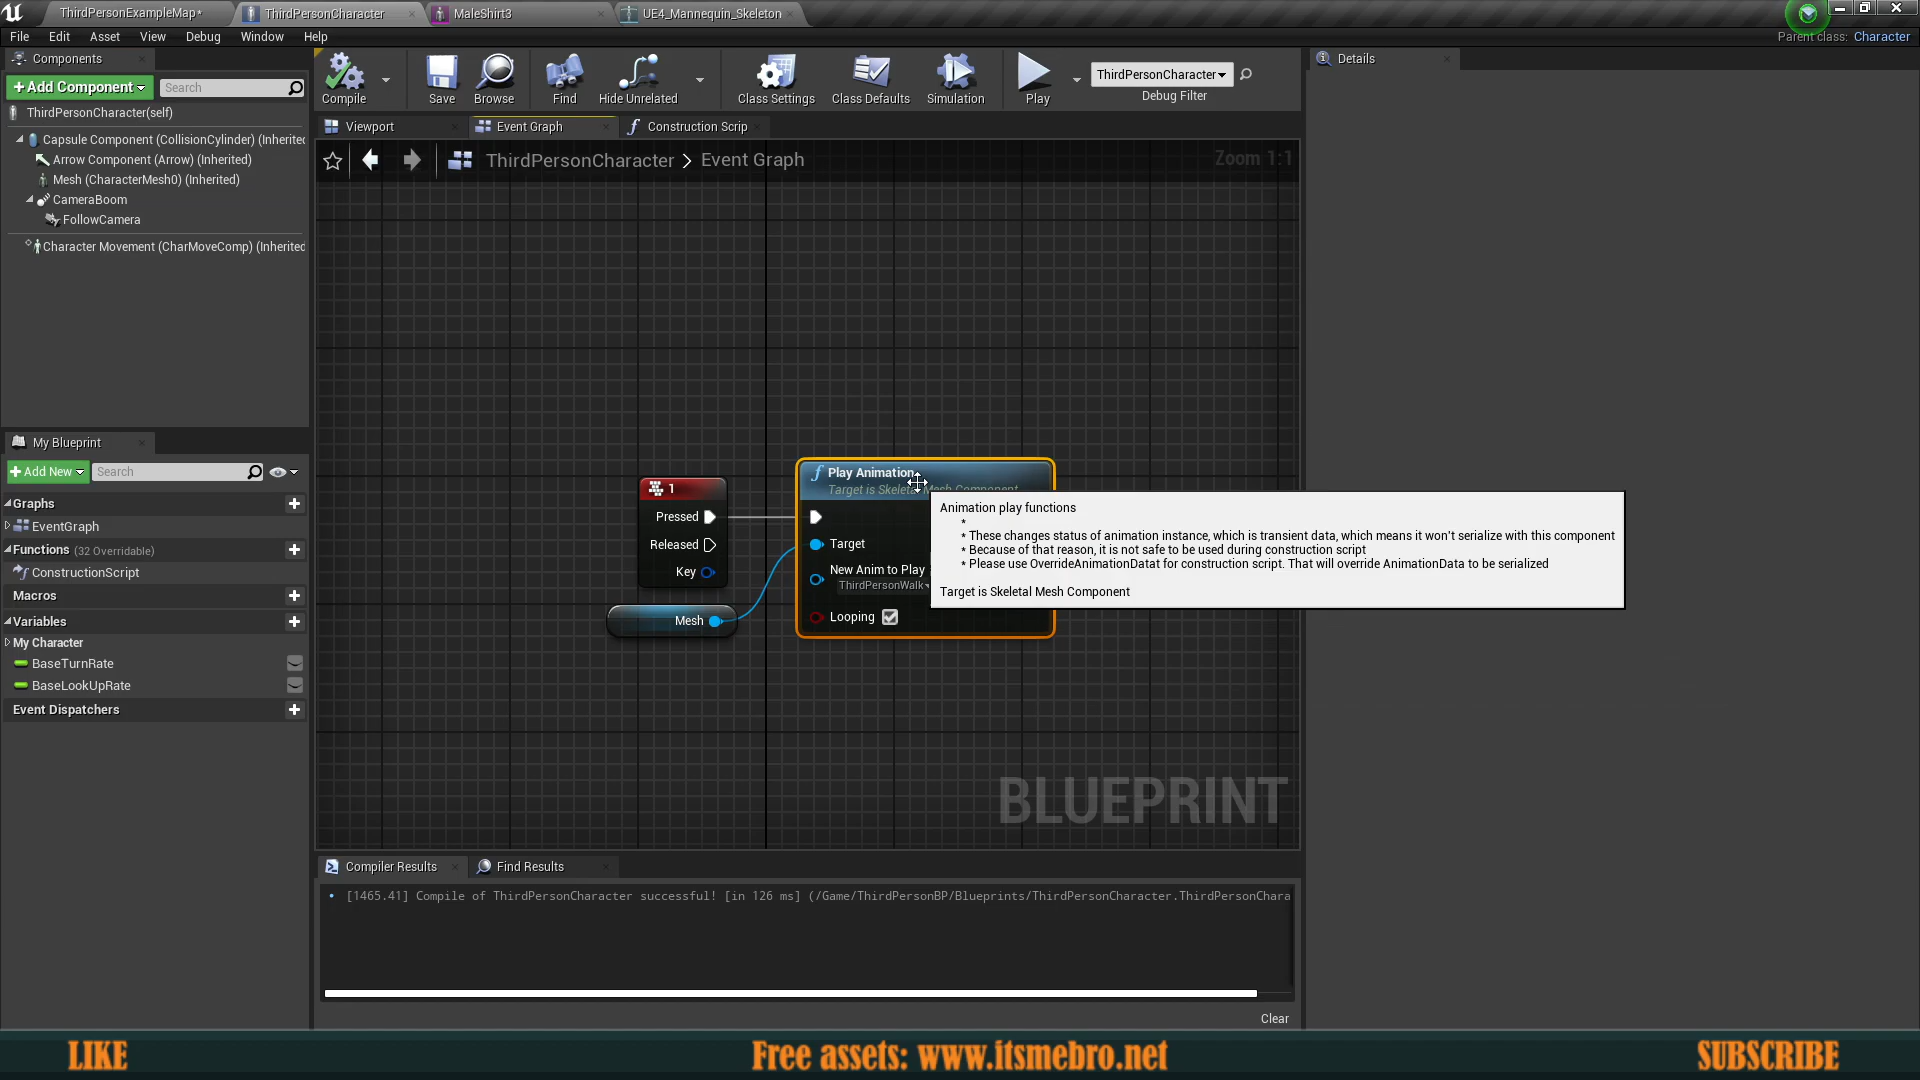 ThirdPersonExampleMap*
ThirdPersonCharacter
MaleShirt3
UE4_Mannequin_Skeleton
File Edit Asset View Debug Window Help
Parent class: Character
Components
+Add Component
Search
ThirdPersonCharacter(self)
Capsule Component (CollisionCylinder) (Inherited
Arrow Component (Arrow) (Inherited)
Mesh (CharacterMesh0) (Inherited)
CameraBoom
FollowCamera
Character Movement (CharMoveComp) (Inherited
My Blueprint
+Add New
Search
Graphs
EventGraph
Functions (32 Overridable)
ConstructionScript
Macros
Variables
My Character
BaseTurnRate
BaseLookUpRate
Event Dispatchers
Compile
Save
Browse
Find
Hide Unrelated
Class Settings
Class Defaults
Simulation
Play
ThirdPersonCharacter
Debug Filter
Viewport
Event Graph
Construction Scrip
ThirdPersonCharacter > Event Graph
Zoom 1:1
1
Pressed
Released
Key
Mesh
Play Animation
Target is Skeletal Mesh Component
Target
New Anim to Play
ThirdPersonWalk
Looping
Animation play functions
*
* These changes status of animation instance, which is transient data, which means it won't serialize with this component
* Because of that reason, it is not safe to be used during construction script
* Please use OverrideAnimationDatat for construction script. That will override AnimationData to be serialized
Target is Skeletal Mesh Component
BLUEPRINT
Compiler Results
Find Results
[1465.41] Compile of ThirdPersonCharacter successful! [in 126 ms] (/Game/ThirdPersonBP/Blueprints/ThirdPersonCharacter.ThirdPersonChara
Clear
Details
LIKE
Free assets: www.itsmebro.net
SUBSCRIBE